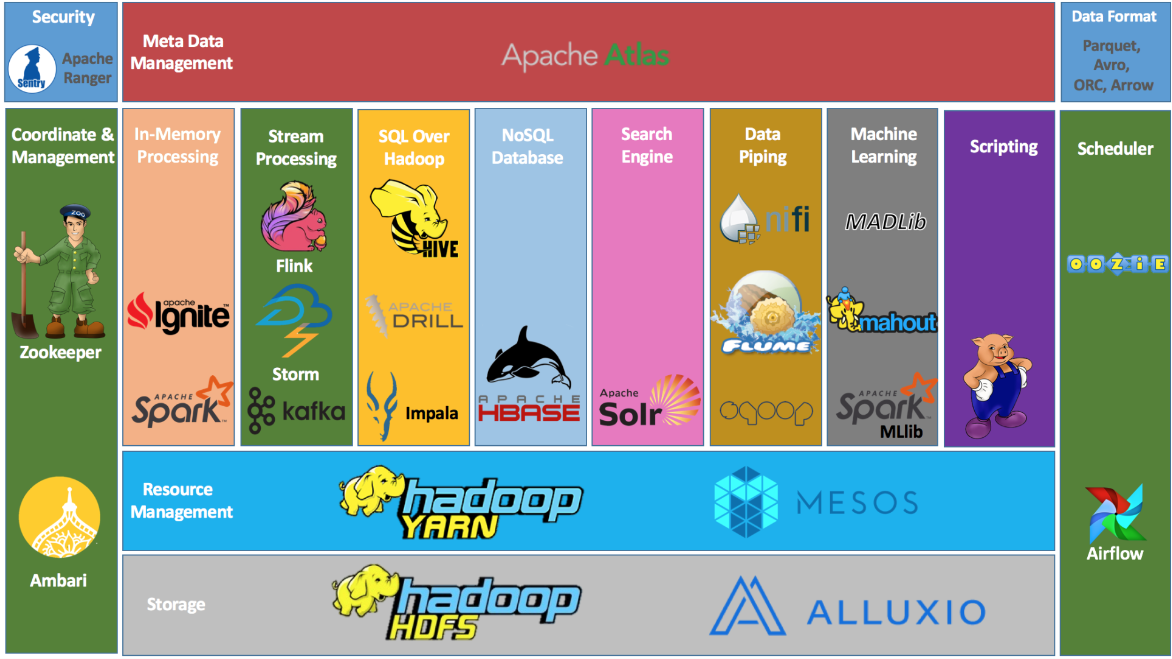 Security
Sentry
Apache
Ranger
Meta Data
Management
Apache Atlas
Data Format
Parquet,
Avro,
ORC, Arrow
Coordinate &
Management
ZOO
Zookeeper
Ambari
In-Memory
Processing
apache
Ignite™
APACHE
Spark™
Stream
Processing
Flink
Storm
kafka
SQL Over
Hadoop
HIVE
APACHE
DRILL
Impala
NoSQL
Database
APACHE
HBASE
Search
Engine
Apache
Solr
Data
Piping
nifi
FLUME
sqoop
Machine
Learning
MADLib
mahout
APACHE
Spark™
MLlib
Scripting
Scheduler
OOZIE
Airflow
Resource
Management
hadoop
YARN
MESOS
Storage
hadoop
HDFS
ALLUXIO